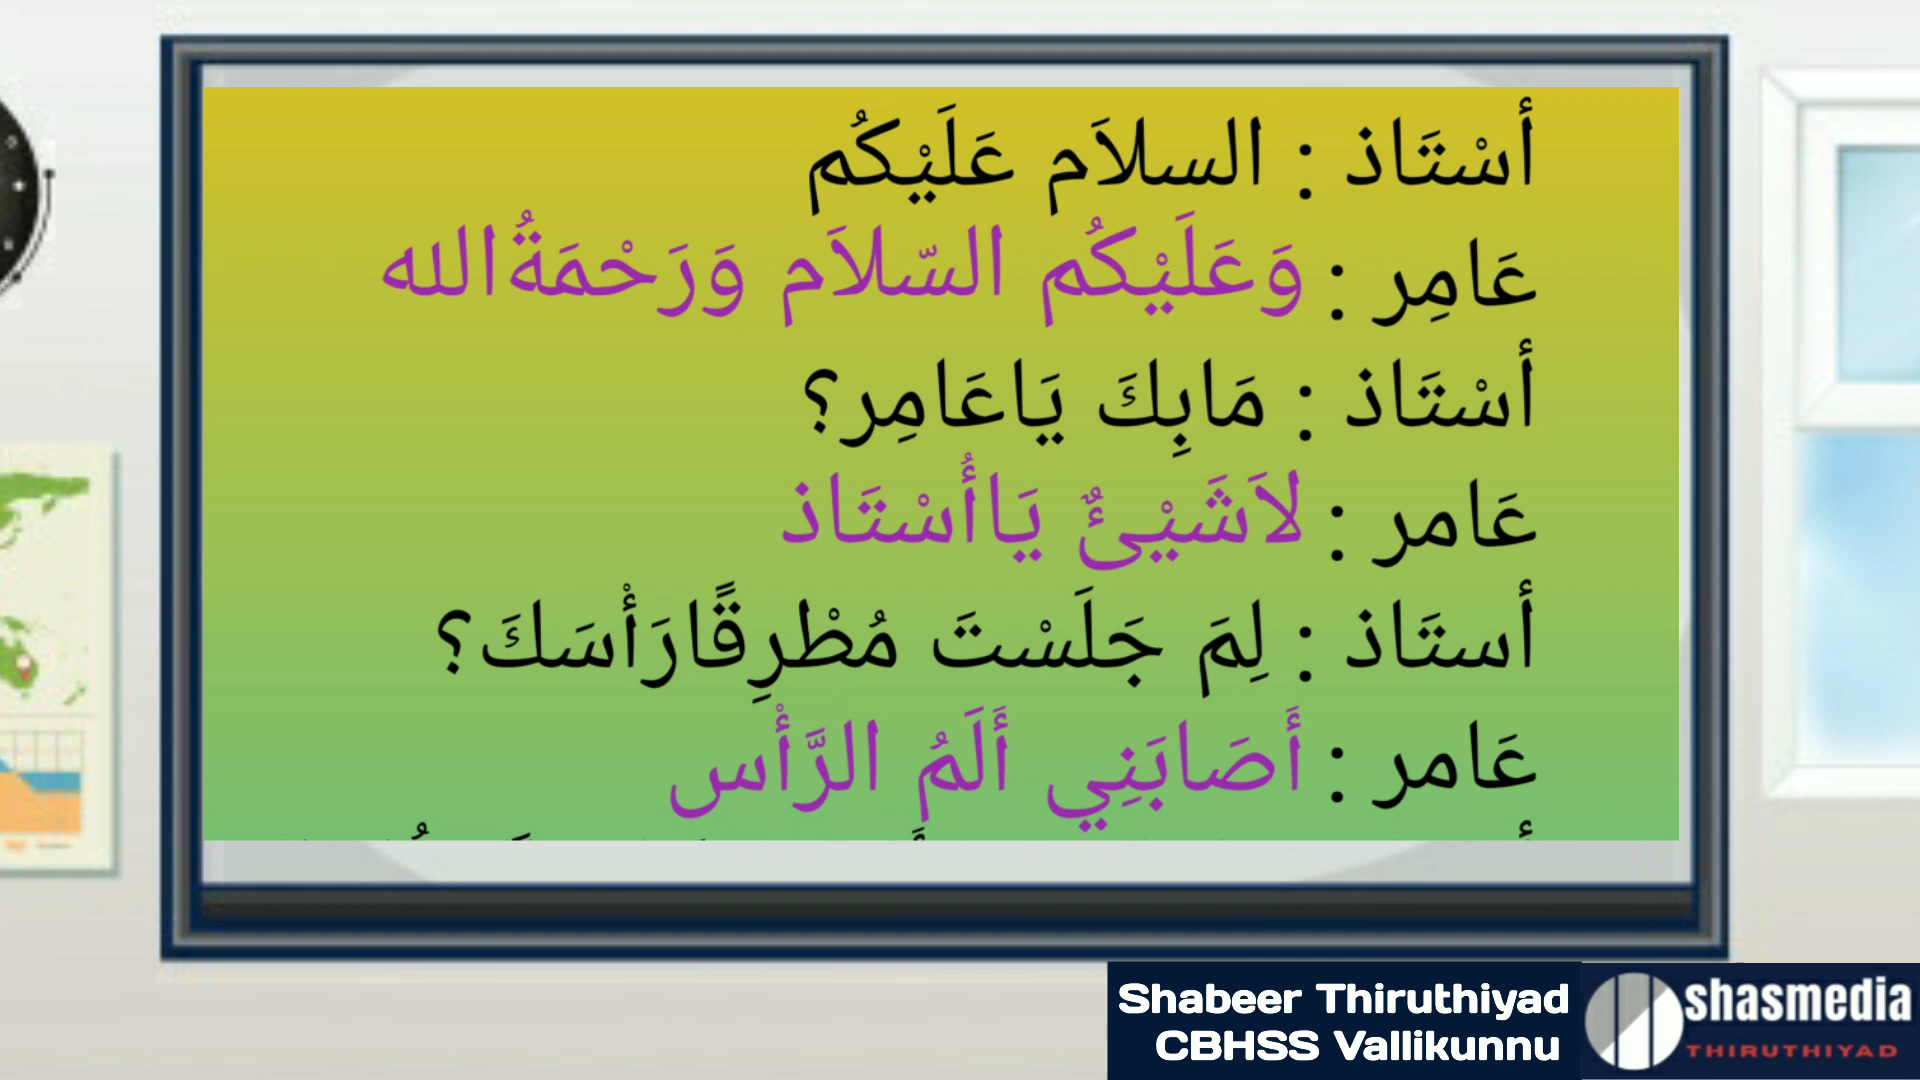 أسْتَاذ : السلاَم عَلَيْكُم
عَامِر : وَعَلَيْكُم السّلاَم وَرَحْمَةُالله
أسْتَاذ : مَابِكَ يَاعَامِر؟
عَامر : لاَشَيْئٌ يَاأُسْتَاذ
أستَاذ : لِمَ جَلَسْتَ مُطْرِقًارَأْسَكَ؟
عَامر : أَصَابَنِي أَلَمُ الرَّأْس
Shabeer Thiruthiyad
CBHSS Vallikunnu
shasmedia
THIRUTHIYAD